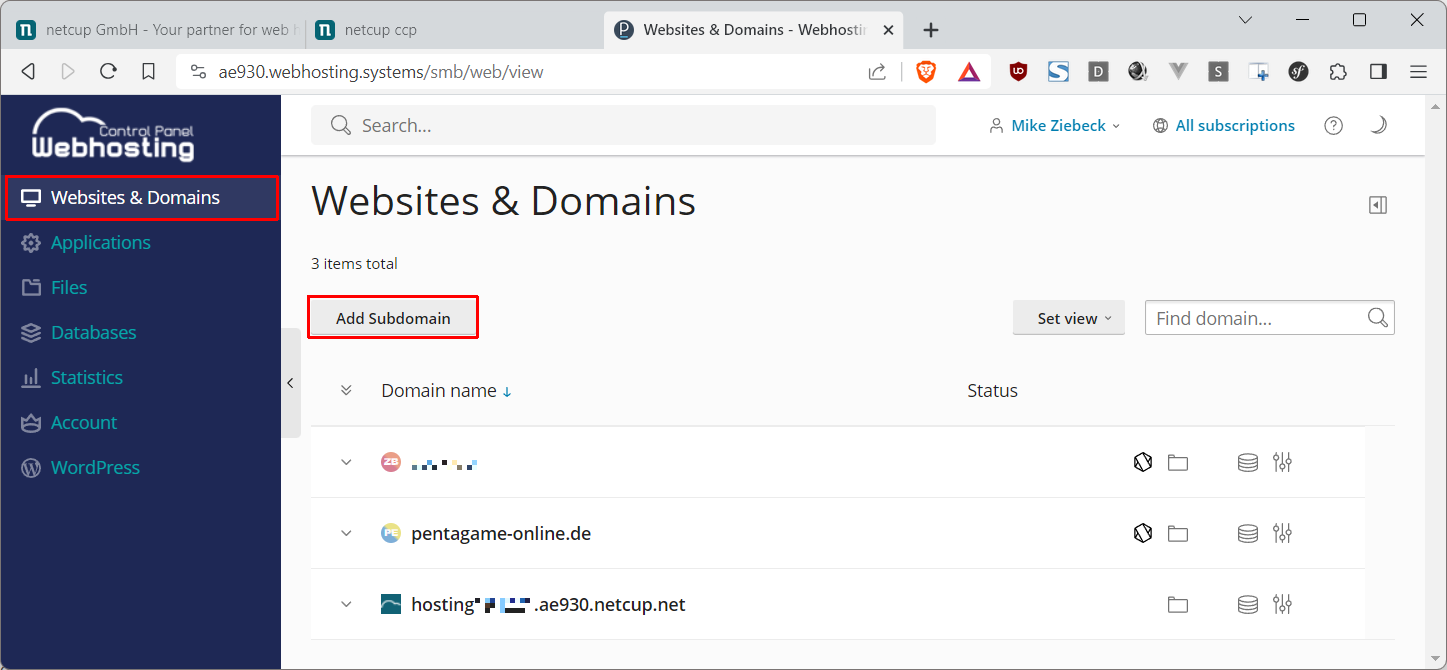 netcup GmbH - Your partner for web h
netcup ccp
Websites & Domains - Webhostin
ae930.webhosting.systems/smb/web/view
Control Panel
Webhosting
Search...
Mike Ziebeck
All subscriptions
Websites & Domains
Applications
Files
Databases
Statistics
Account
WordPress
Websites & Domains
3 items total
Add Subdomain
Set view
Find domain...
Domain name
Status
ZB
PE
pentagame-online.de
hosting .ae930.netcup.net